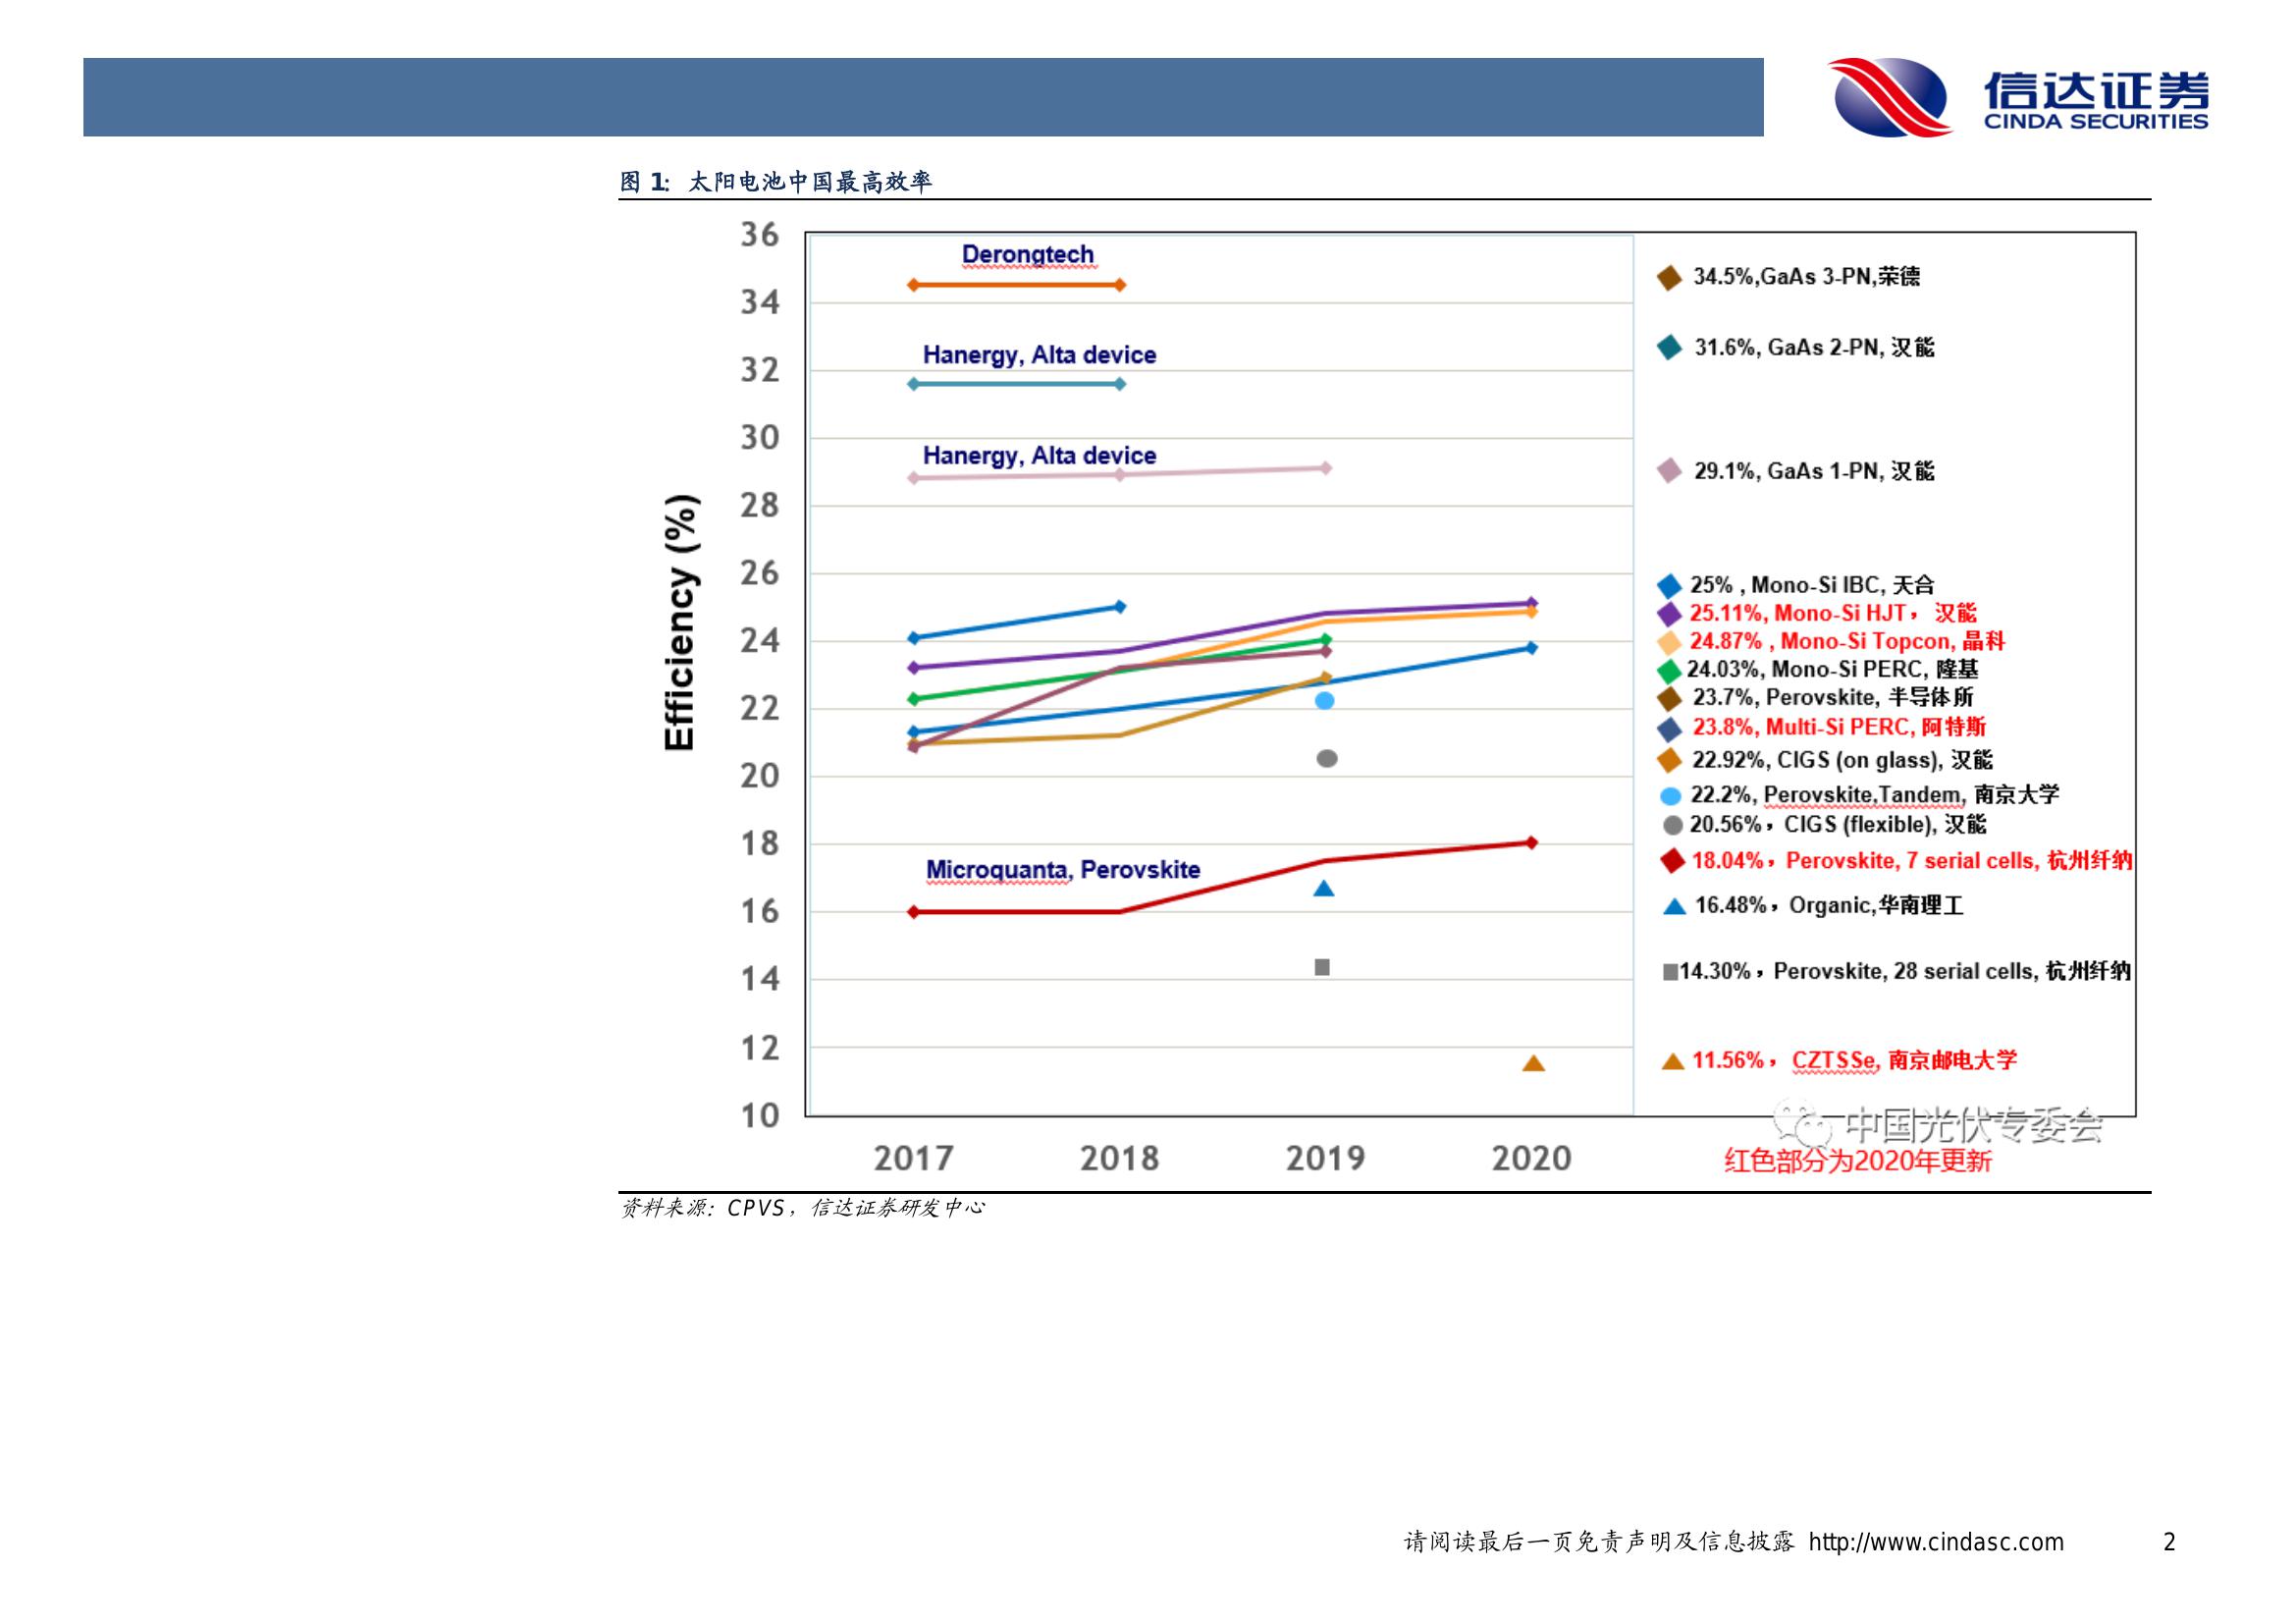 信达证券
CINDA SECURITIES
图 1: 太阳电池中国最高效率
Efficiency (%)
36
34
32
30
28
26
24
22
20
18
16
14
12
10
2017 2018 2019 2020
Derongtech
Hanergy, Alta device
Hanergy, Alta device
Microquanta, Perovskite
34.5%,GaAs 3-PN,荣德
31.6%, GaAs 2-PN, 汉能
29.1%, GaAs 1-PN, 汉能
25% , Mono-Si IBC, 天合
25.11%, Mono-Si HJT， 汉能
24.87% , Mono-Si Topcon, 晶科
24.03%, Mono-Si PERC, 隆基
23.7%, Perovskite, 半导体所
23.8%, Multi-Si PERC, 阿特斯
22.92%, CIGS (on glass), 汉能
22.2%, Perovskite,Tandem, 南京大学
20.56%，CIGS (flexible), 汉能
18.04%，Perovskite, 7 serial cells, 杭州纤纳
16.48%，Organic,华南理工
14.30%，Perovskite, 28 serial cells, 杭州纤纳
11.56%， CZTSSe, 南京邮电大学
中国光伏专委会
红色部分为2020年更新
资料来源: CPVS，信达证券研发中心
请阅读最后一页免责声明及信息披露 http://www.cindasc.com 2